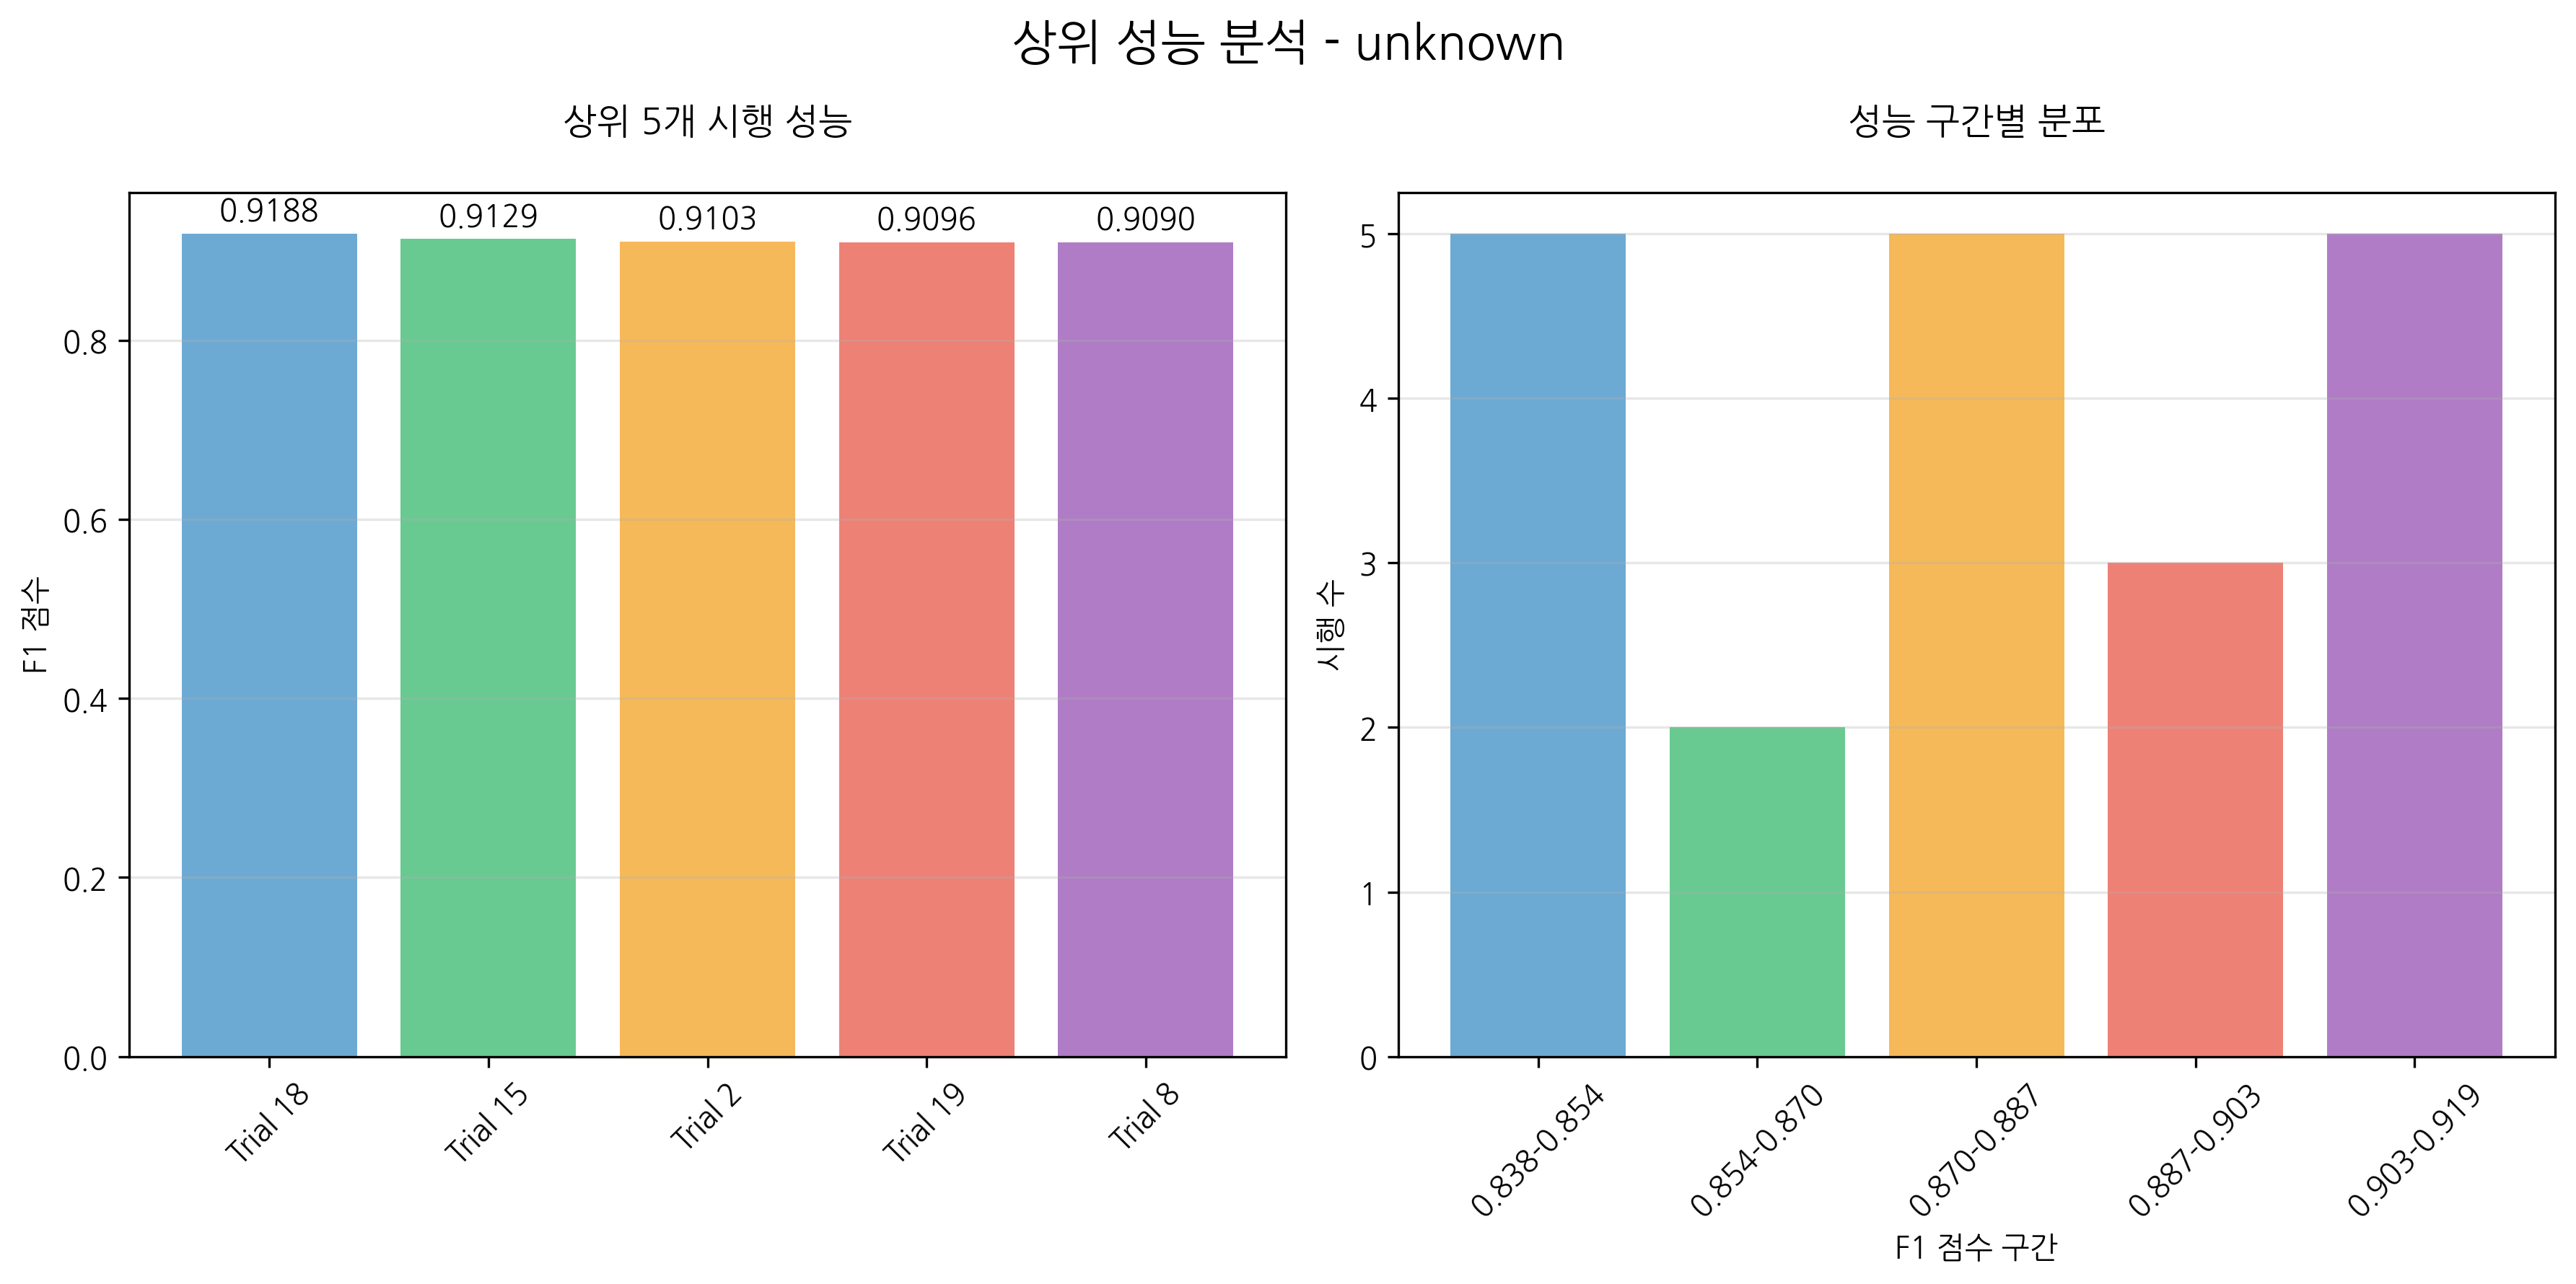 상위 성능 분석 - unknown
상위 5개 시행 성능
F1 점수
0.8
0.6
0.4
0.2
0.0
0.9188
0.9129
0.9103
0.9096
0.9090
Trial 18
Trial 15
Trial 2
Trial 19
Trial 8
성능 구간별 분포
시행 수
5
4
3
2
1
0
0.838-0.854
0.854-0.870
0.870-0.887
0.887-0.903
0.903-0.919
F1 점수 구간